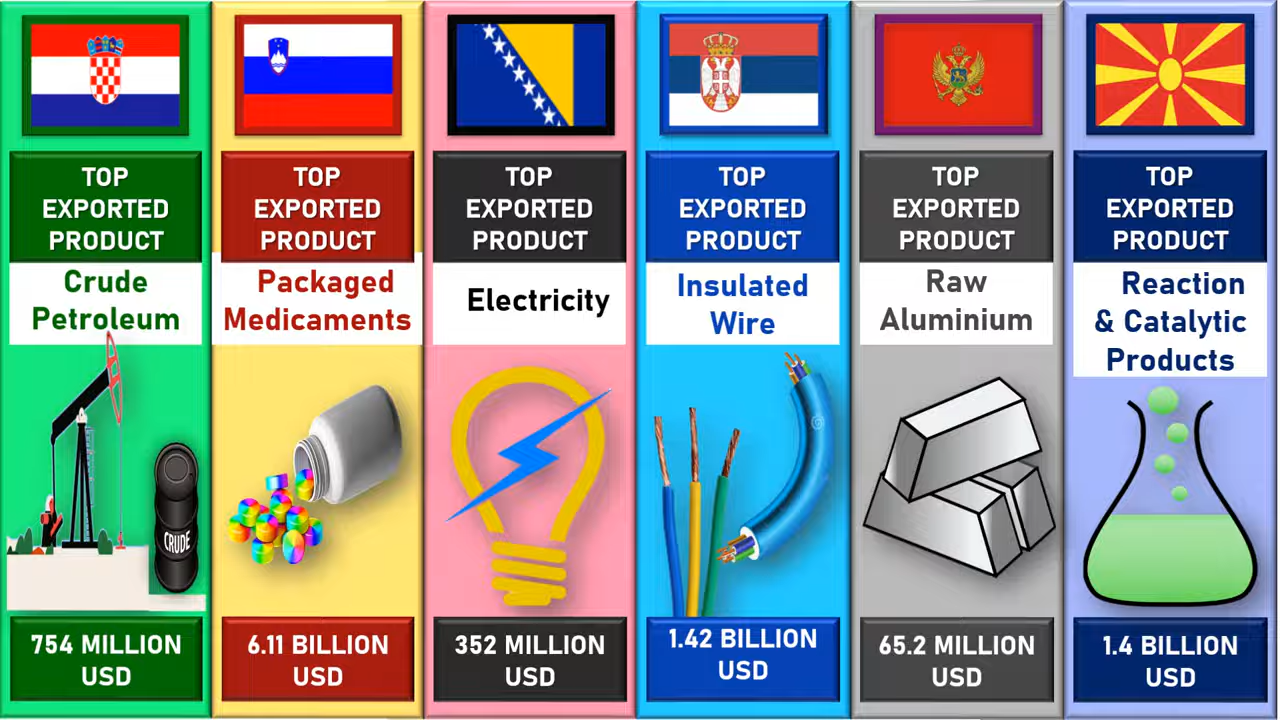 TOP
EXPORTED
PRODUCT
Crude
Petroleum
CRUDE
754 MILLION
USD
TOP
EXPORTED
PRODUCT
Packaged
Medicaments
6.11 BILLION
USD
TOP
EXPORTED
PRODUCT
Electricity
352 MILLION
USD
TOP
EXPORTED
PRODUCT
Insulated
Wire
1.42 BILLION
USD
TOP
EXPORTED
PRODUCT
Raw
Aluminium
65.2 MILLION
USD
TOP
EXPORTED
PRODUCT
Reaction
& Catalytic
Products
1.4 BILLION
USD